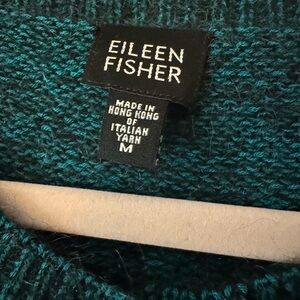 EILEEN
FISHER
MADE IN
HONG KONG
OF
ITALIAN
YARN
M